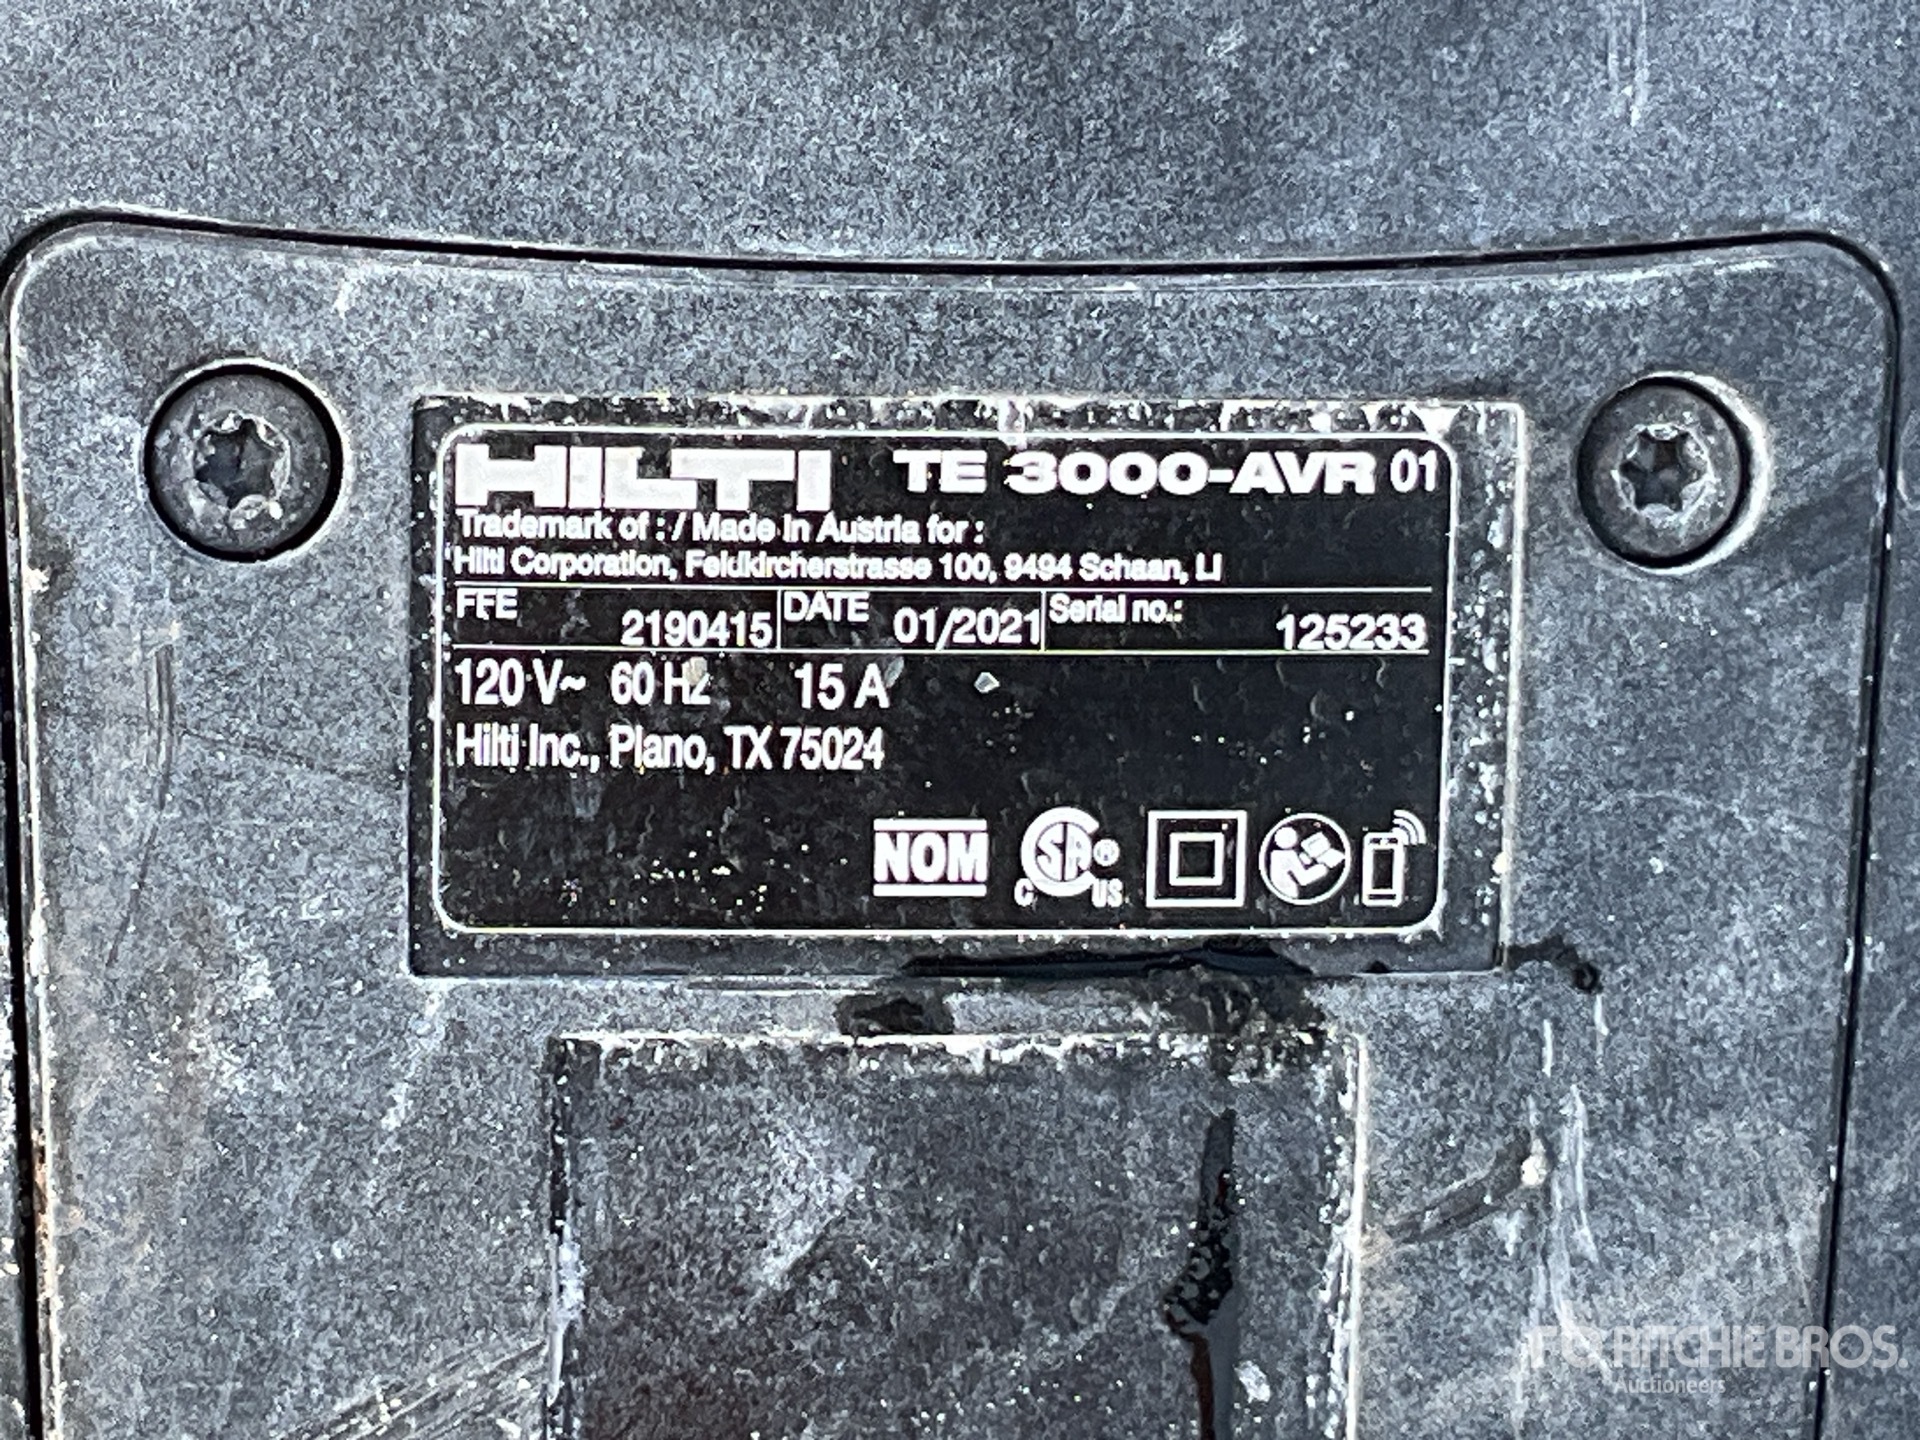 HILTI TE 3000-AVR 01
Trademark of : / Made in Austria for :
Hilti Corporation, Feldkircherstrasse 100, 9494 Schaan, LI
FFE 2190415 DATE 01/2021 Serial no.: 125233
120 V~ 60 HZ 15 A
Hilti Inc., Plano, TX 75024
NOM C SA® US
RITCHIE BROS.
Auctioneers